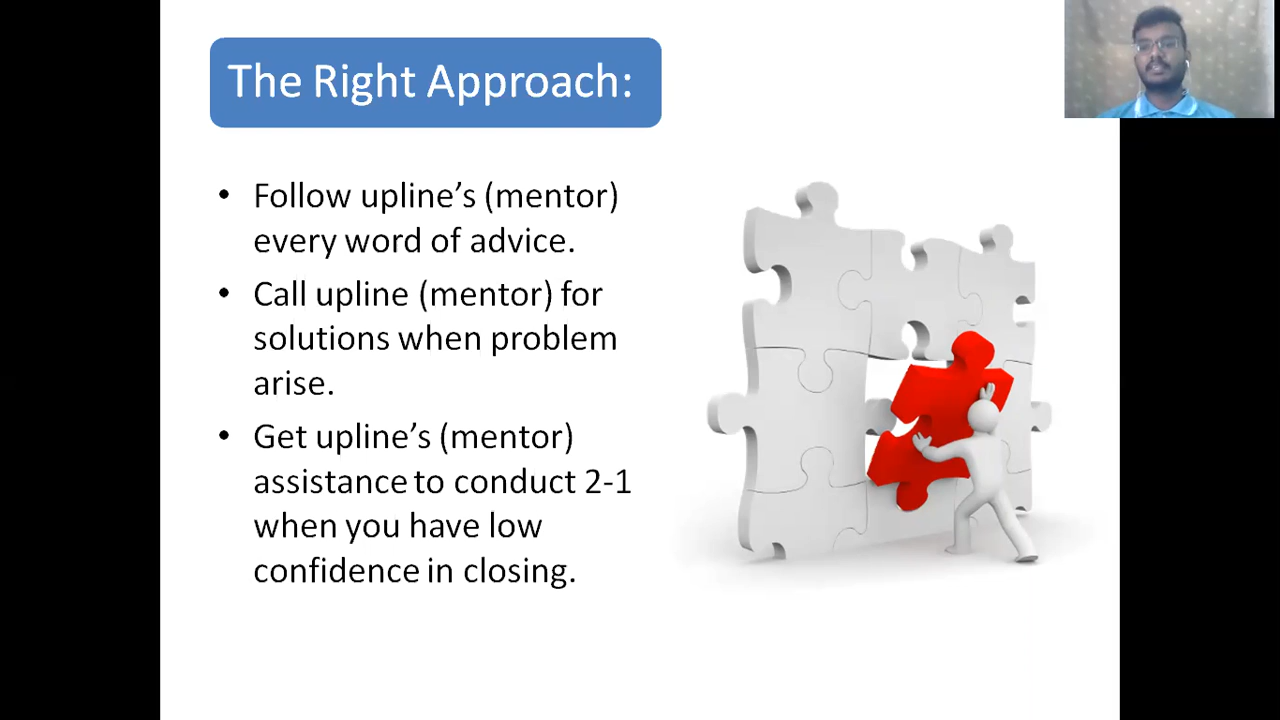 The Right Approach:
• Follow upline’s (mentor)
every word of advice.
• Call upline (mentor) for
solutions when problem
arise.
• Get upline’s (mentor)
assistance to conduct 2-1
when you have low
confidence in closing.